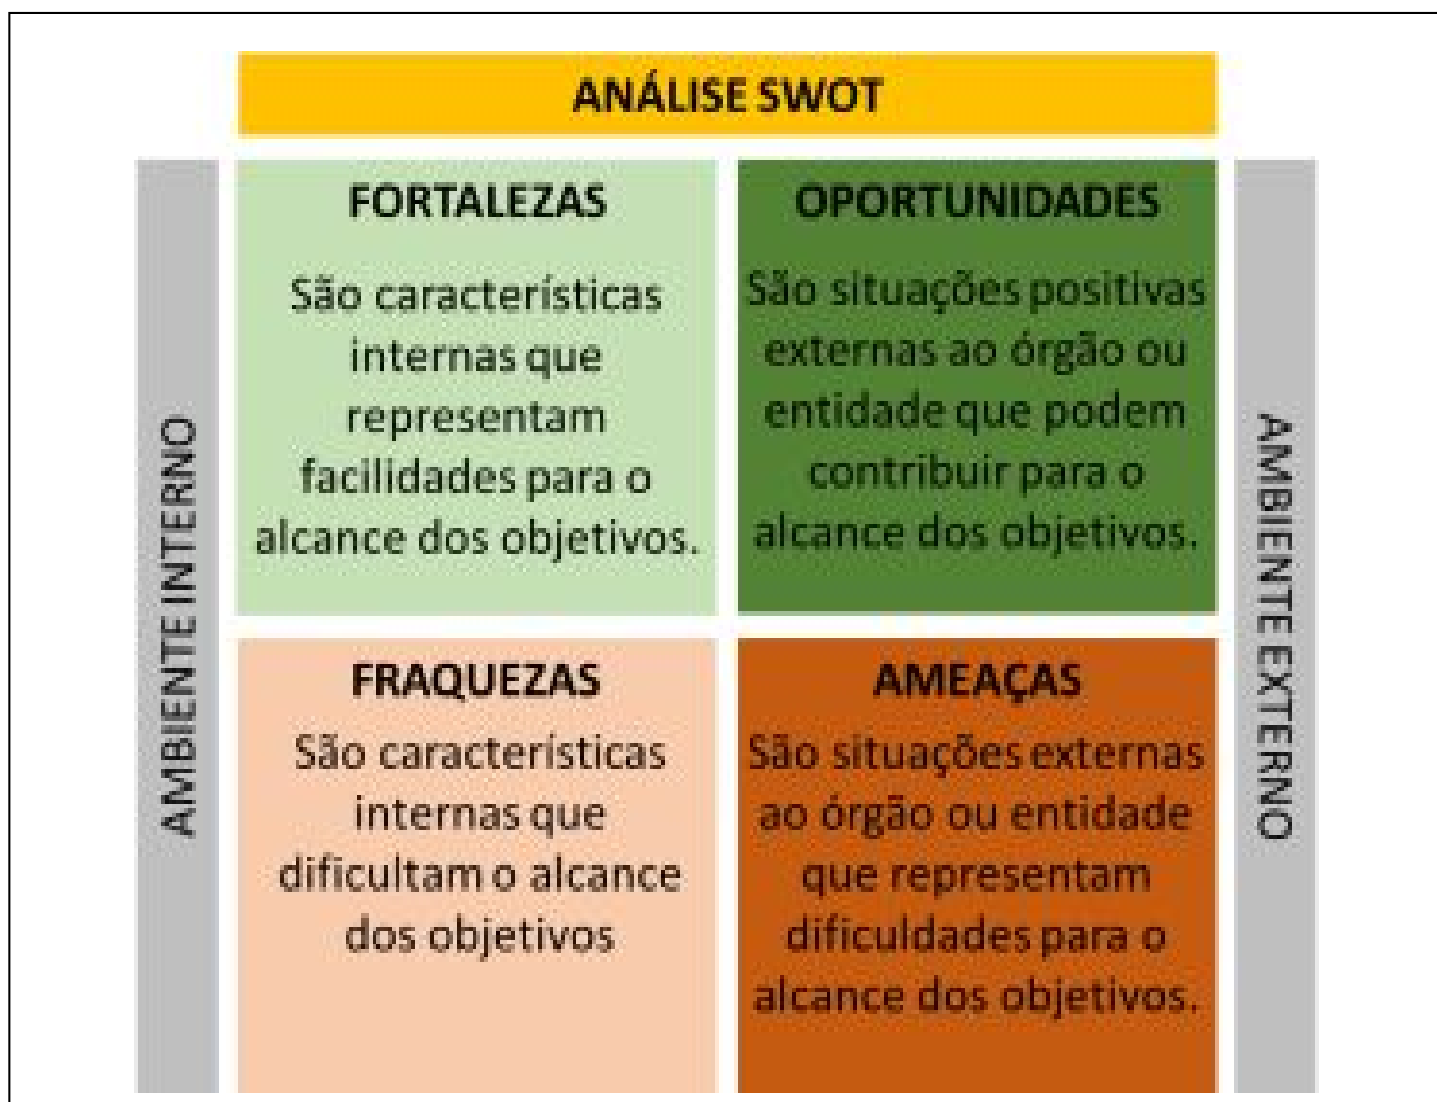 ANÁLISE SWOT
AMBIENTE INTERNO
FORTALEZAS
São características
internas que
representam
facilidades para o
alcance dos objetivos.
OPORTUNIDADES
São situações positivas
externas ao órgão ou
entidade que podem
contribuir para o
alcance dos objetivos.
FRAQUEZAS
São características
internas que
dificultam o alcance
dos objetivos
AMEAÇAS
São situações externas
ao órgão ou entidade
que representam
dificuldades para o
alcance dos objetivos.
AMBIENTE EXTERNO